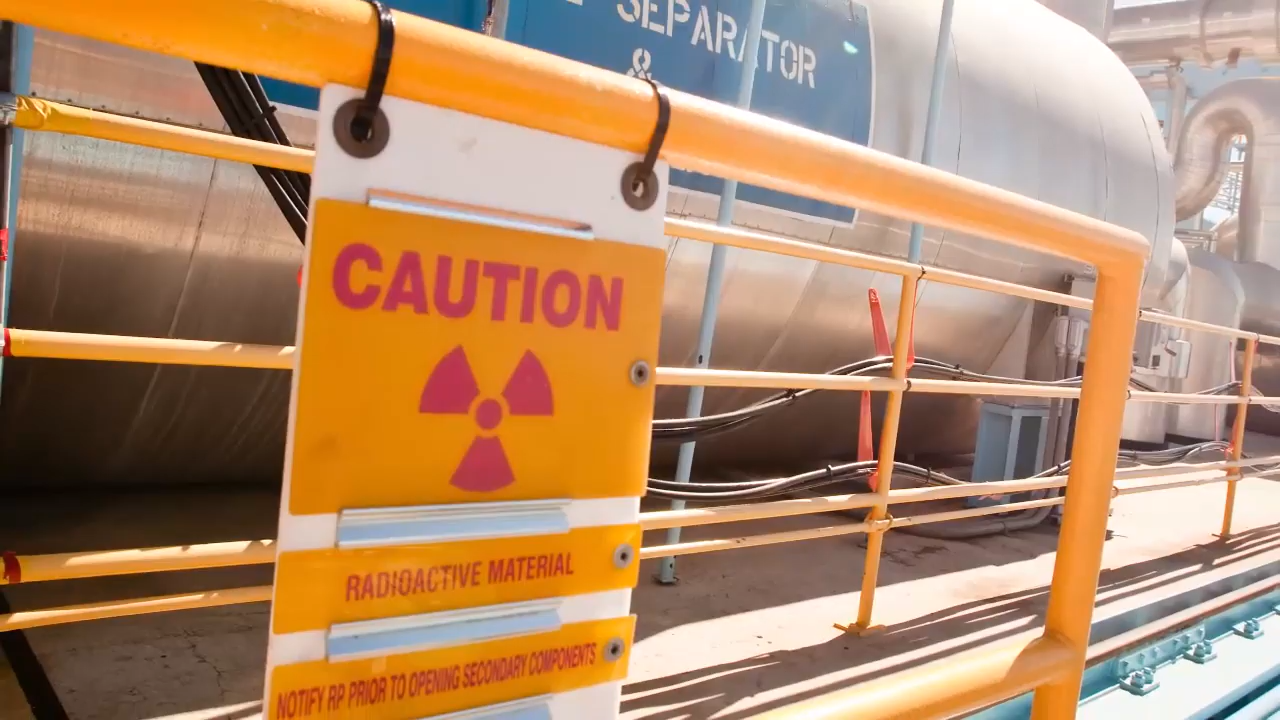 SEPARATOR
&
CAUTION
RADIOACTIVE MATERIAL
NOTIFY RP PRIOR TO OPENING SECONDARY COMPONENTS